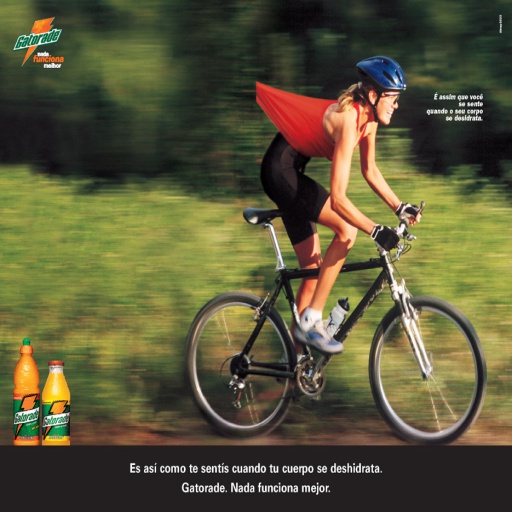 Gatorade
nada
funciona
melhor
É assim que você
se sente
quando o seu corpo
se desidrata.
Gatorade
Gatorade
Es así como te sentís cuando tu cuerpo se deshidrata.
Gatorade. Nada funciona mejor.